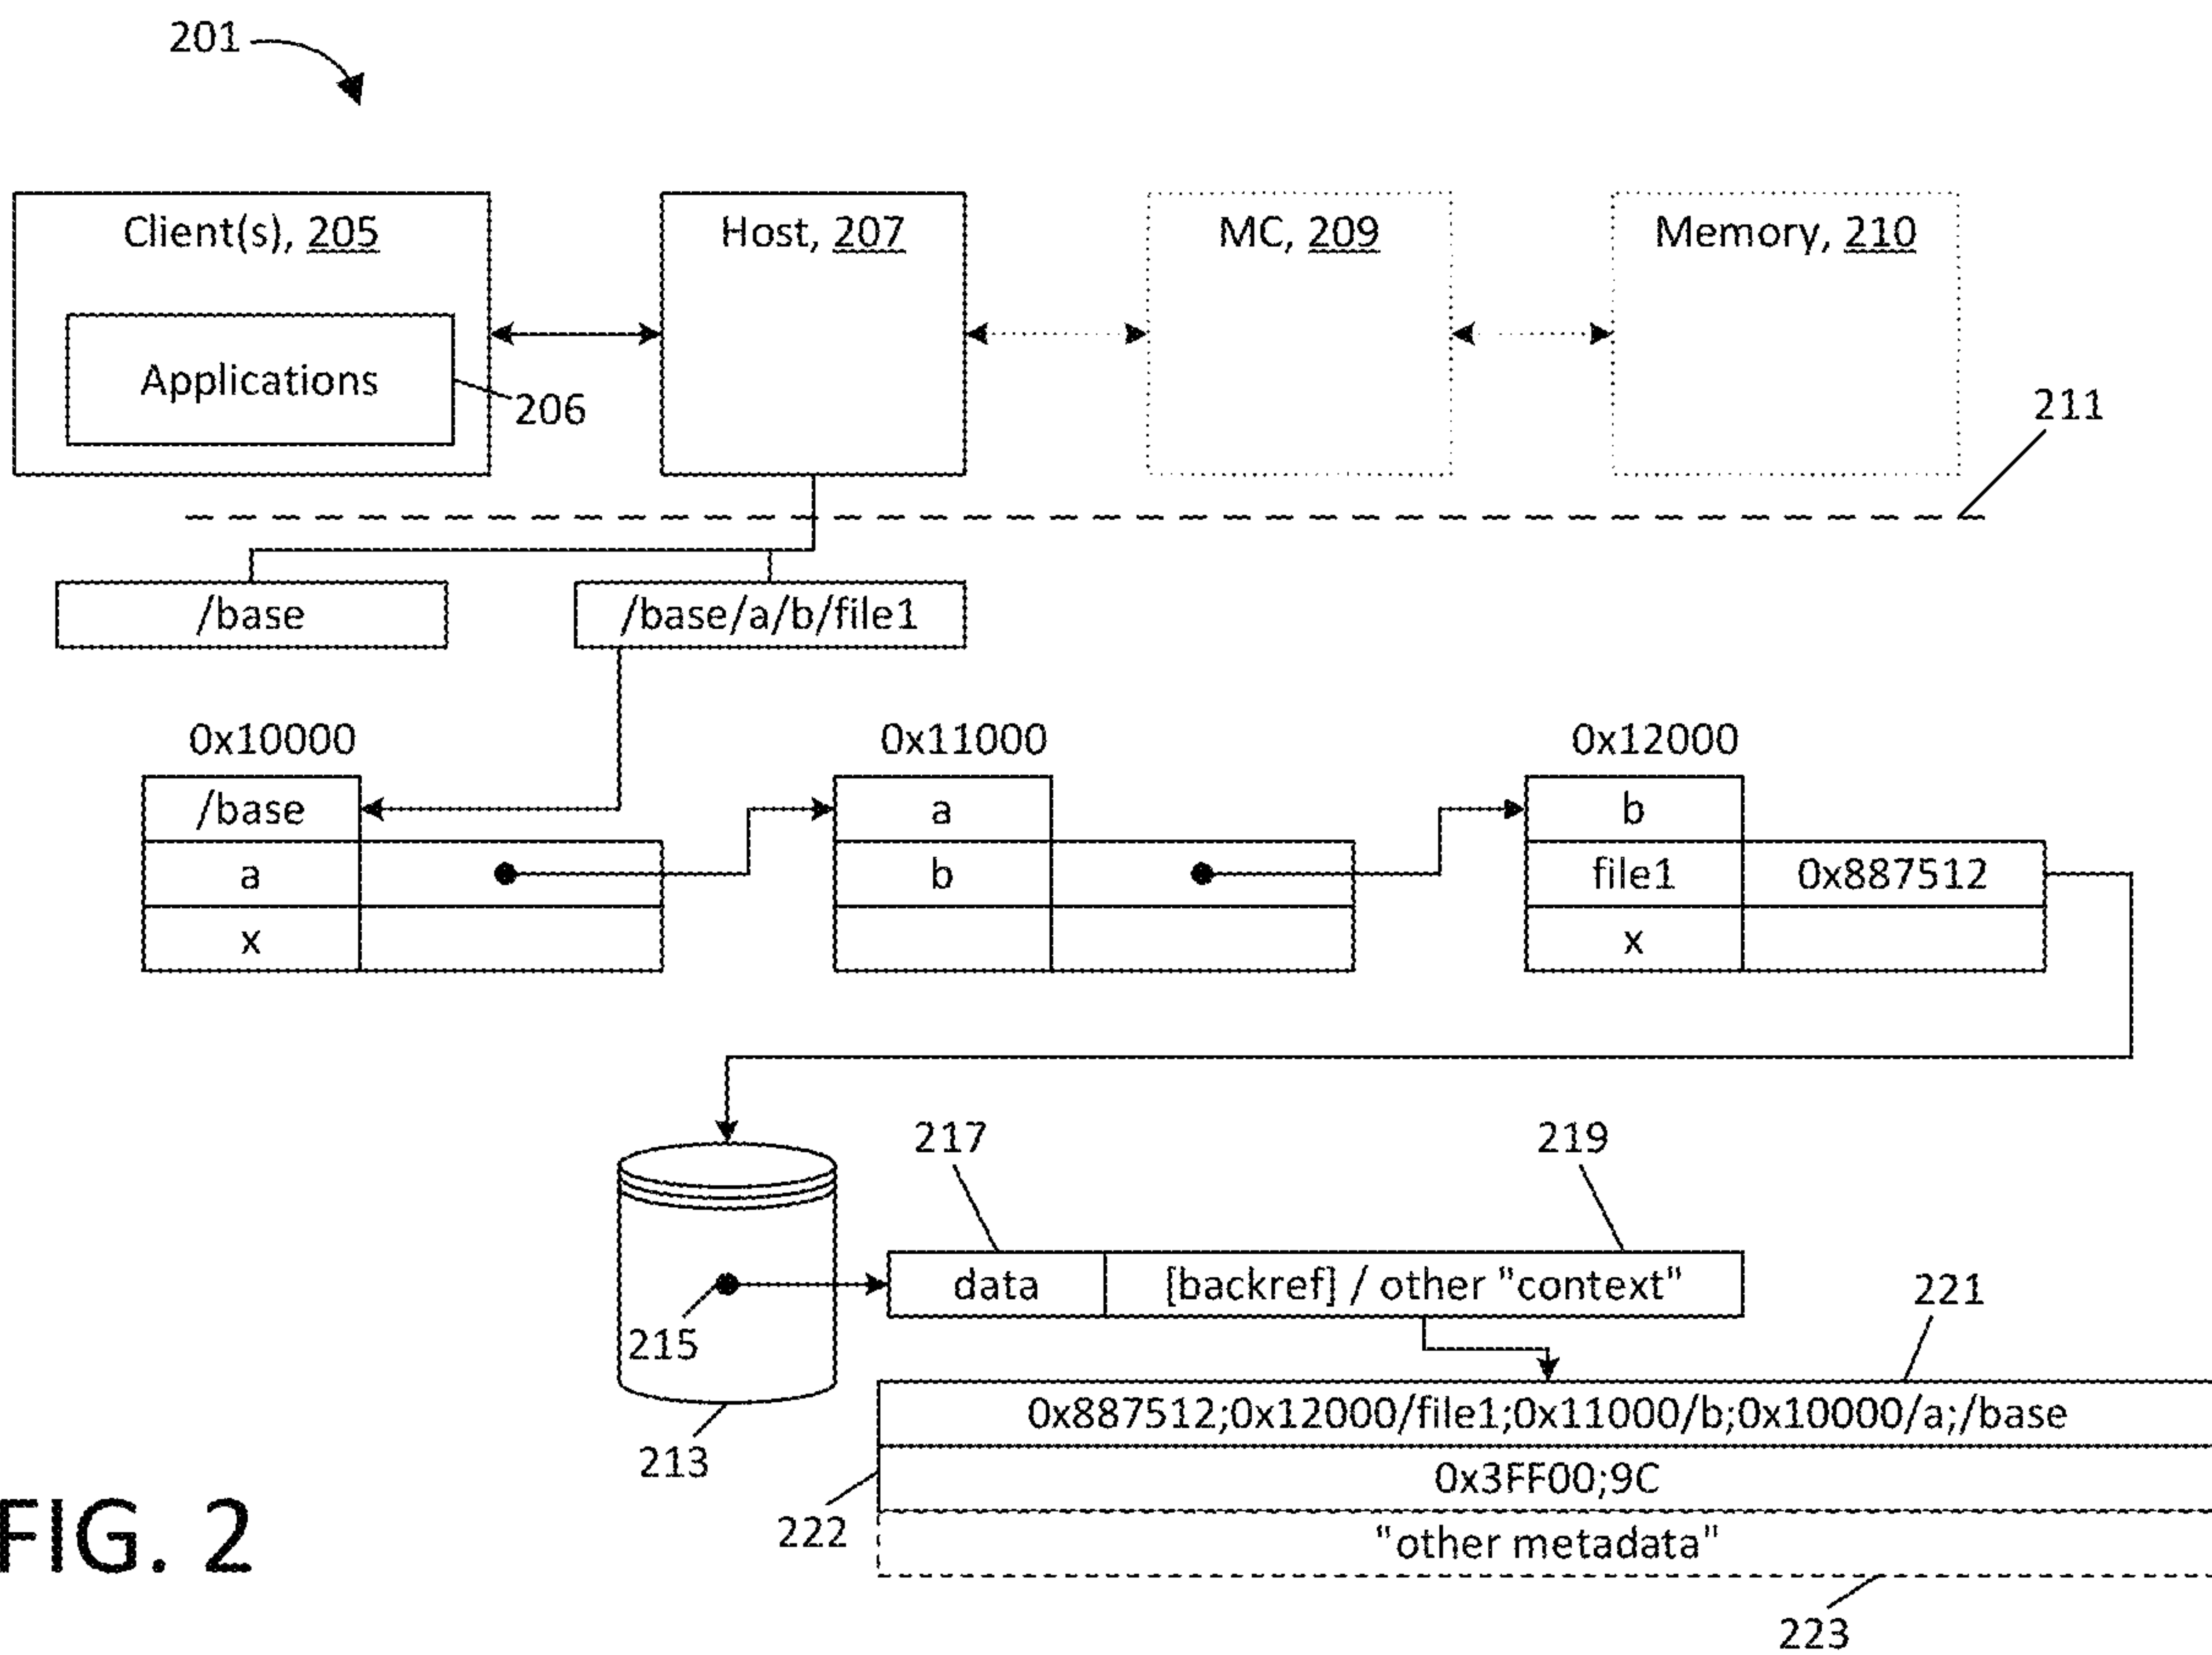 201
Client(s), 205
Host, 207
MC, 209
Memory, 210
Applications
206
211
/base
/base/a/b/file1
0x10000
0x11000
0x12000
/base
a
b
a
b
file1
0x887512
x
x
217
219
data
[backref] / other "context"
215
221
0x887512;0x12000/file1;0x11000/b;0x10000/a;/base
213
0x3FF00;9C
222
"other metadata"
223
FIG. 2